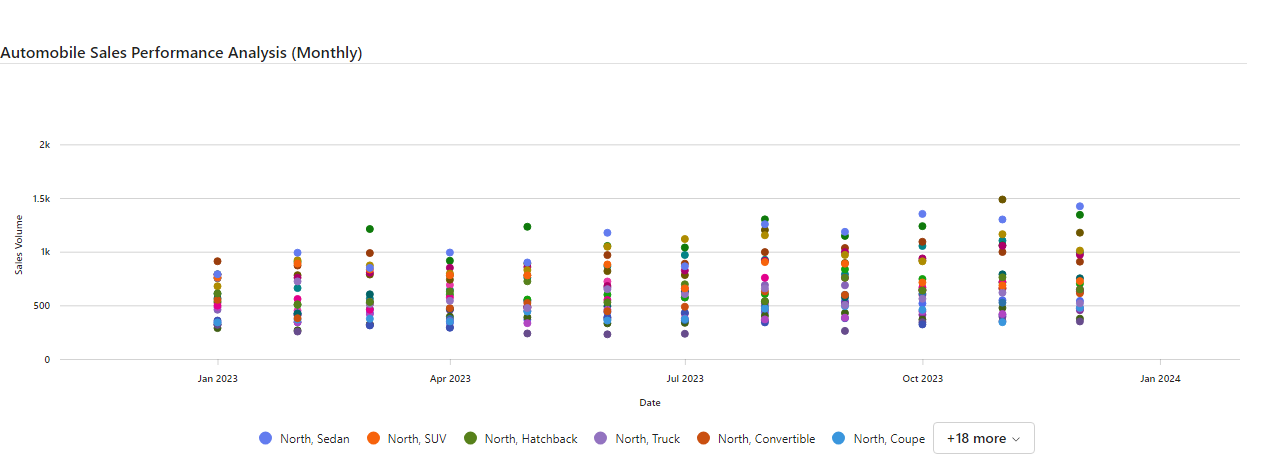 Automobile Sales Performance Analysis (Monthly)
2k
1.5k
1k
500
0
Sales Volume
Jan 2023
Apr 2023
Jul 2023
Oct 2023
Jan 2024
Date
North, Sedan
North, SUV
North, Hatchback
North, Truck
North, Convertible
North, Coupe
+18 more